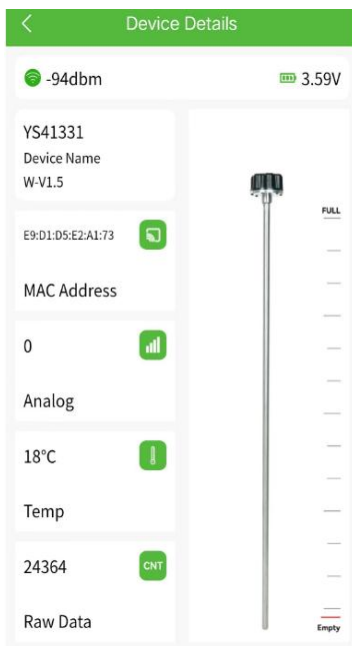 Device Details
-94dbm
3.59V
YS41331
Device Name
W-V1.5
E9:D1:D5:E2:A1:73
MAC Address
0
Analog
18°C
Temp
24364
CNT
Raw Data
FULL
Empty